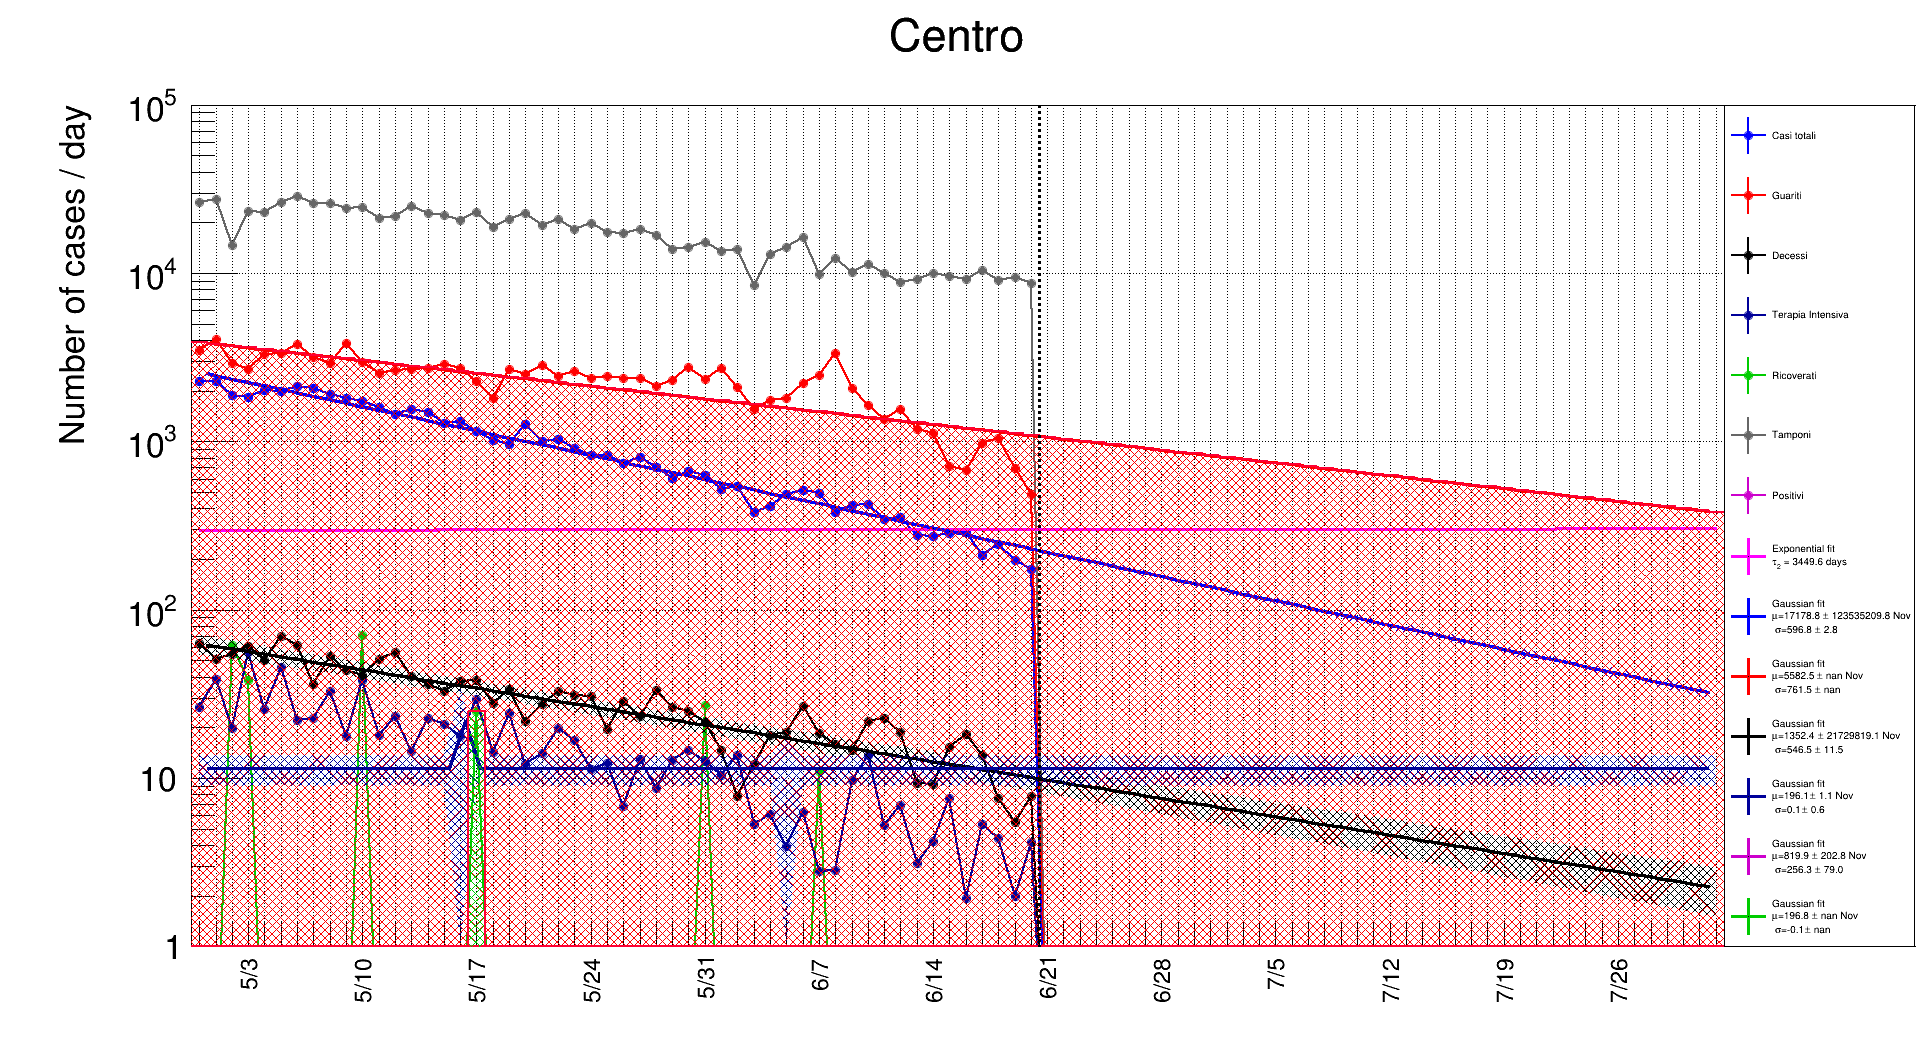 Centro
Number of cases / day
10^5
10^4
10^3
10^2
10
1
5/3
5/10
5/17
5/24
5/31
6/7
6/14
6/21
6/28
7/5
7/12
7/19
7/26
Casi totali
Guariti
Decessi
Terapia Intensiva
Ricoverati
Tamponi
Positivi
Exponential fit
τ₂ = 3449.6 days
Gaussian fit
μ=17178.8 ± 123535209.8 Nov
σ=596.8 ± 2.8
Gaussian fit
μ=5582.5 ± nan Nov
σ=761.5 ± nan
Gaussian fit
μ=1352.4 ± 21729819.1 Nov
σ=546.5 ± 11.5
Gaussian fit
μ=196.1 ± 1.1 Nov
σ=0.1 ± 0.6
Gaussian fit
μ=819.9 ± 202.8 Nov
σ=256.3 ± 79.0
Gaussian fit
μ=196.8 ± nan Nov
σ=-0.1 ± nan